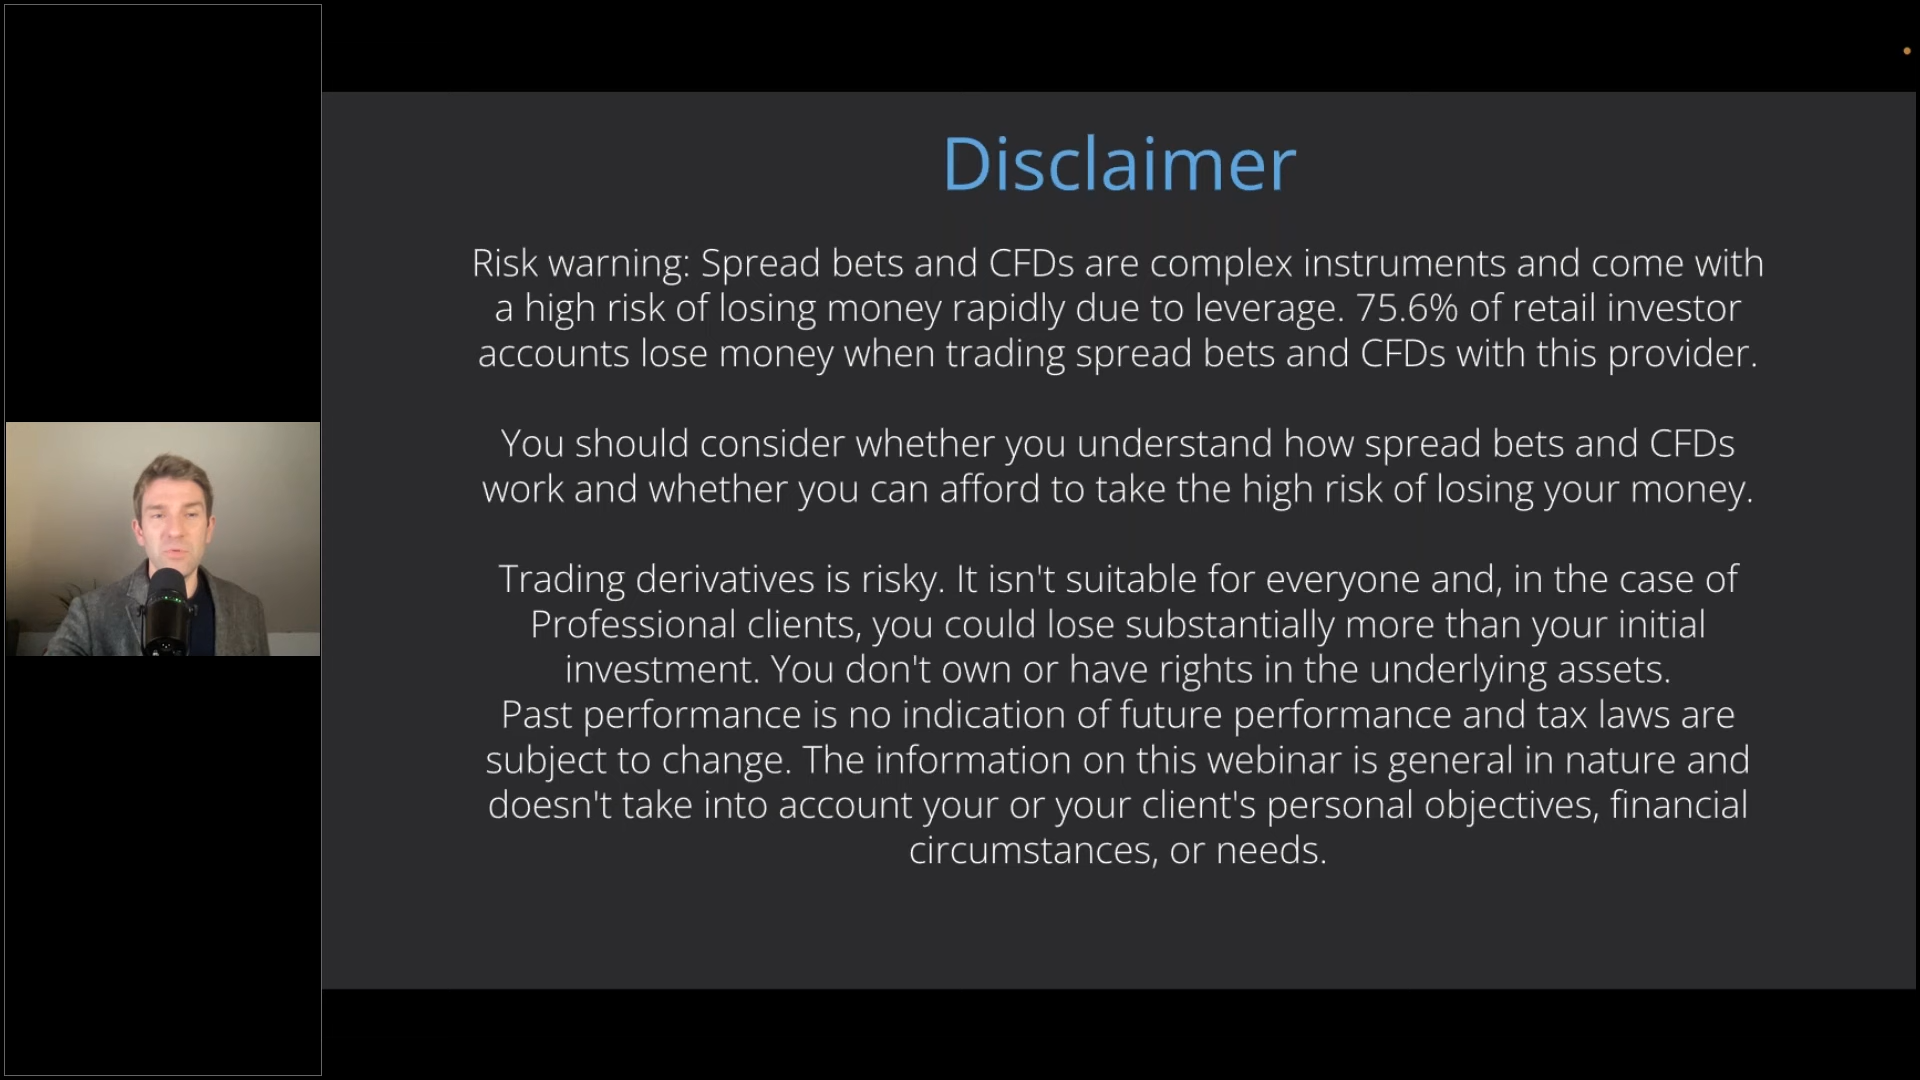 Disclaimer
Risk warning: Spread bets and CFDs are complex instruments and come with
a high risk of losing money rapidly due to leverage. 75.6% of retail investor
accounts lose money when trading spread bets and CFDs with this provider.
You should consider whether you understand how spread bets and CFDs
work and whether you can afford to take the high risk of losing your money.
Trading derivatives is risky. It isn't suitable for everyone and, in the case of
Professional clients, you could lose substantially more than your initial
investment. You don't own or have rights in the underlying assets.
Past performance is no indication of future performance and tax laws are
subject to change. The information on this webinar is general in nature and
doesn't take into account your or your client's personal objectives, financial
circumstances, or needs.